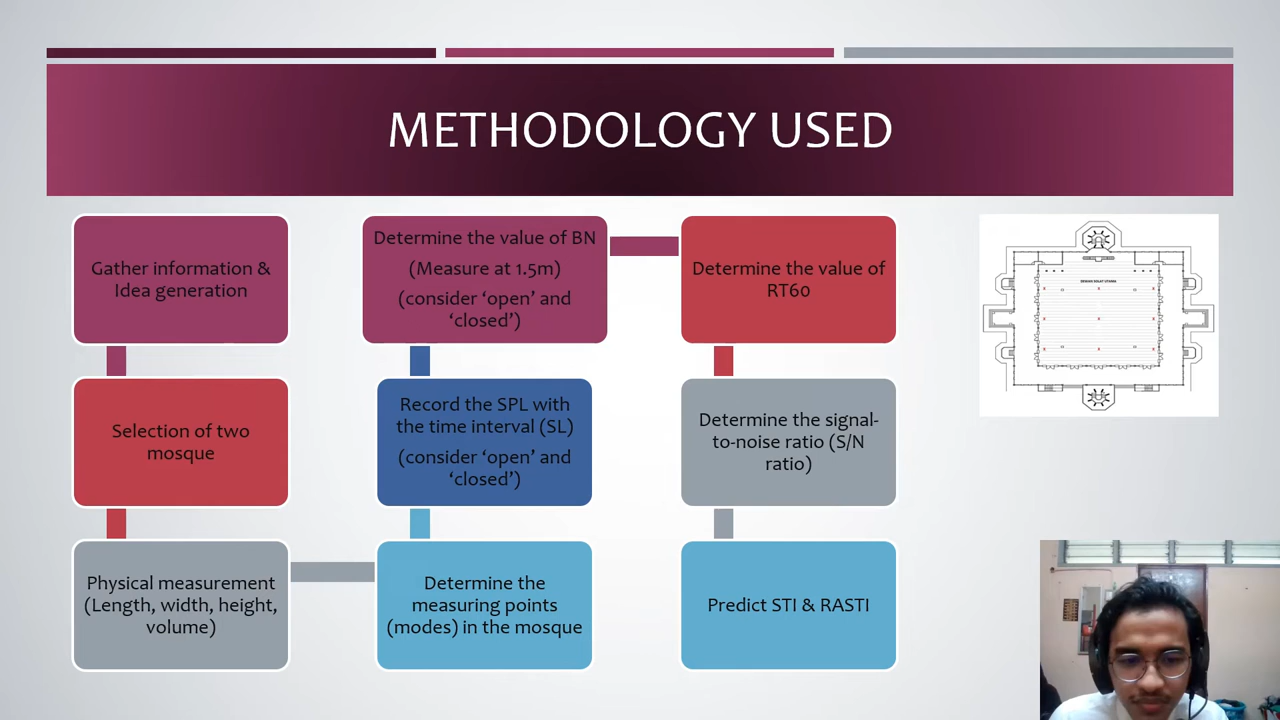 METHODOLOGY USED
Gather information &
Idea generation
Selection of two
mosque
Physical measurement
(Length, width, height,
volume)
Determine the
measuring points
(modes) in the mosque
Record the SPL with
the time interval (SL)
(consider ‘open’ and
‘closed’)
Determine the value of BN
(Measure at 1.5m)
(consider ‘open’ and
‘closed’)
Determine the value of
RT60
Determine the signal-
to-noise ratio (S/N
ratio)
Predict STI & RASTI